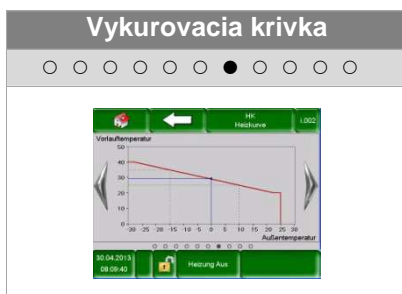 Vykurovacia krivka
HK
Heizkurve
i.002
Vorlauftemperatur
50
40
30
20
10
0
-30 -25 -20 -15 -10 -5 0 5 10 15 20 25 30
Außentemperatur
30.04.2013
08:09:40
Heizung Aus